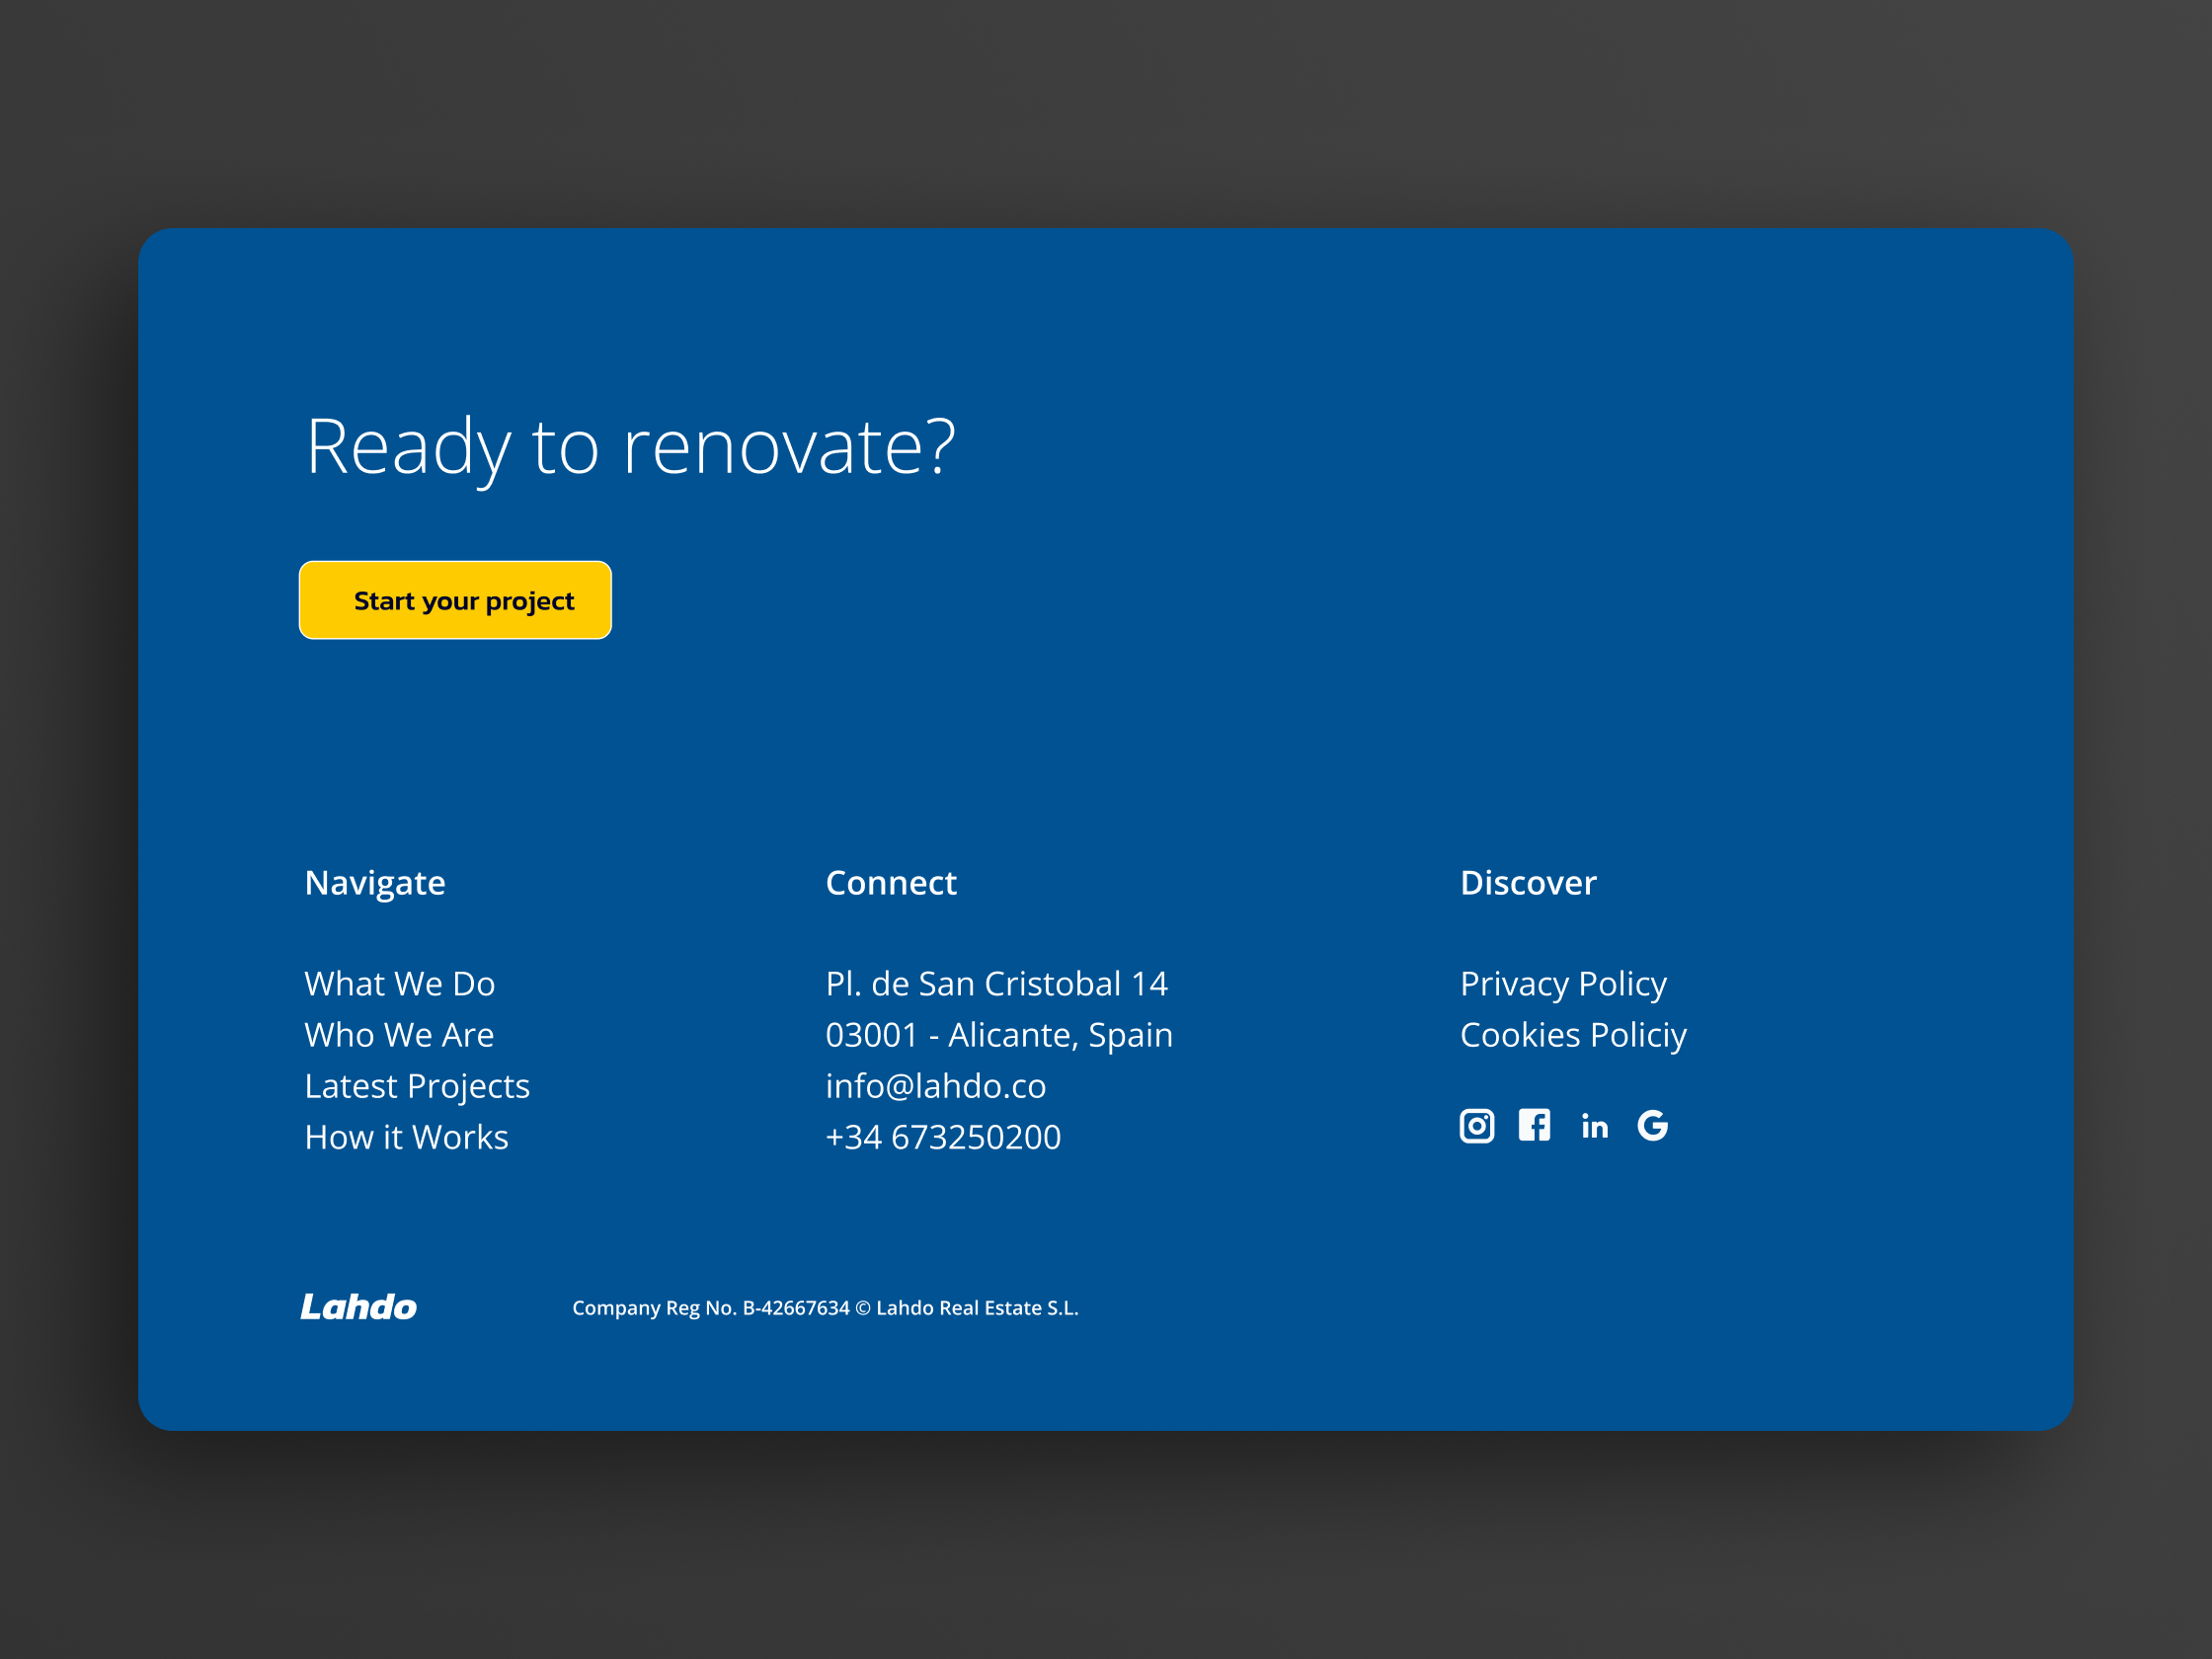 Ready to renovate?
Start your project
Navigate
What We Do
Who We Are
Latest Projects
How it Works
Connect
Pl. de San Cristobal 14
03001 - Alicante, Spain
info@lahdo.co
+34 673250200
Discover
Privacy Policy
Cookies Policiy
Lahdo
Company Reg No. B-42667634 © Lahdo Real Estate S.L.